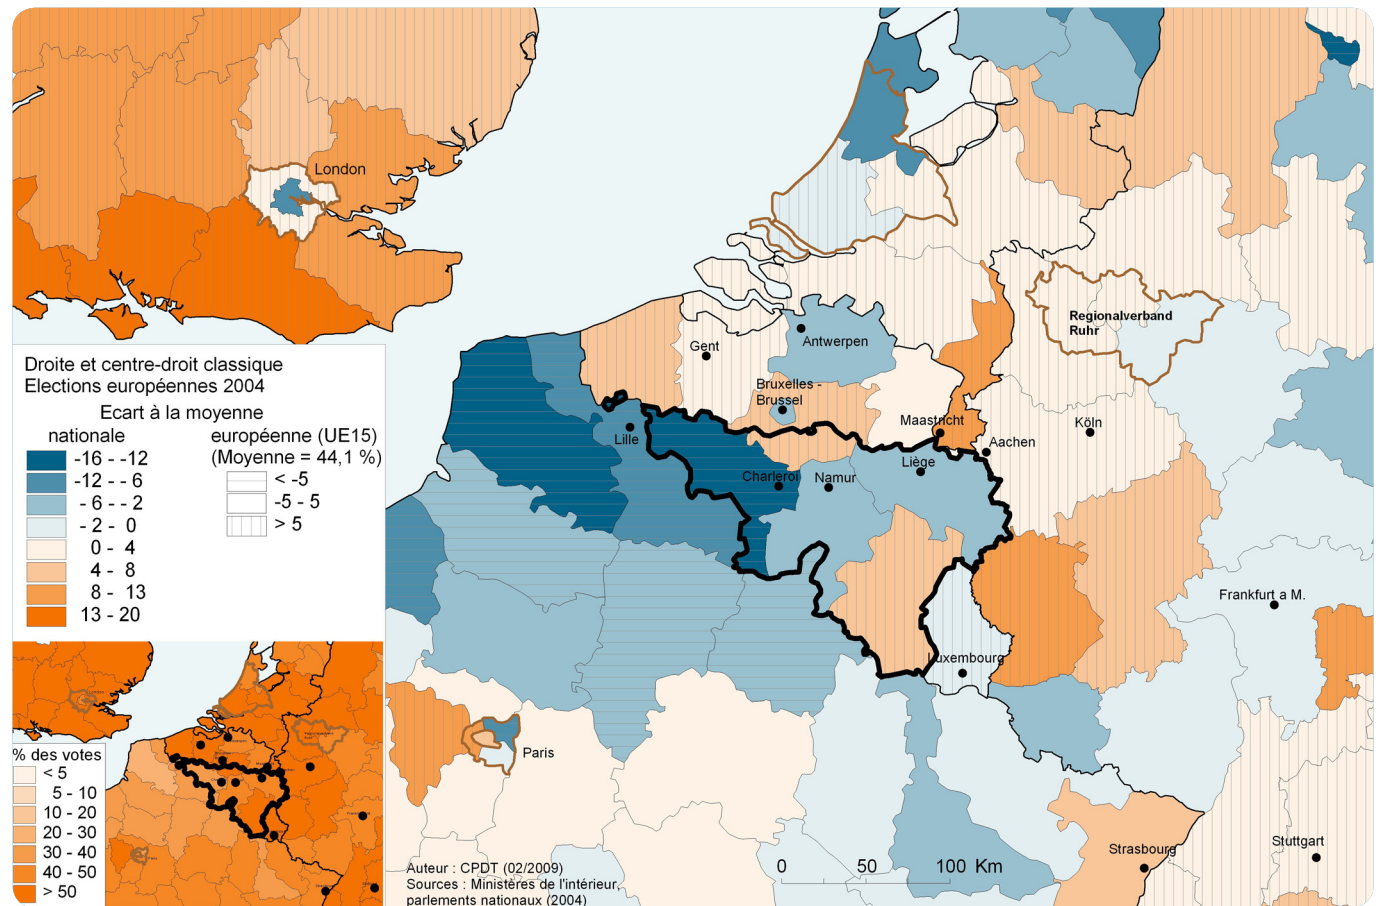 London
Regionalverband
Ruhr
Antwerpen
Gent
Bruxelles -
Brussel
Maastricht
Köln
Aachen
Lille
Liège
Charleroi
Namur
Frankfurt a M.
Luxembourg
Paris
Strasbourg
Stuttgart
Droite et centre-droit classique
Elections européennes 2004
Ecart à la moyenne
nationale
-16 - -12
-12 - - 6
- 6 - - 2
- 2 - 0
0 - 4
4 - 8
8 - 13
13 - 20
européenne (UE15)
(Moyenne = 44,1 %)
< -5
-5 - 5
> 5
% des votes
< 5
5 - 10
10 - 20
20 - 30
30 - 40
40 - 50
> 50
Auteur : CPDT (02/2009)
Sources : Ministères de l'intérieur,
parlements nationaux (2004)
0 50 100 Km